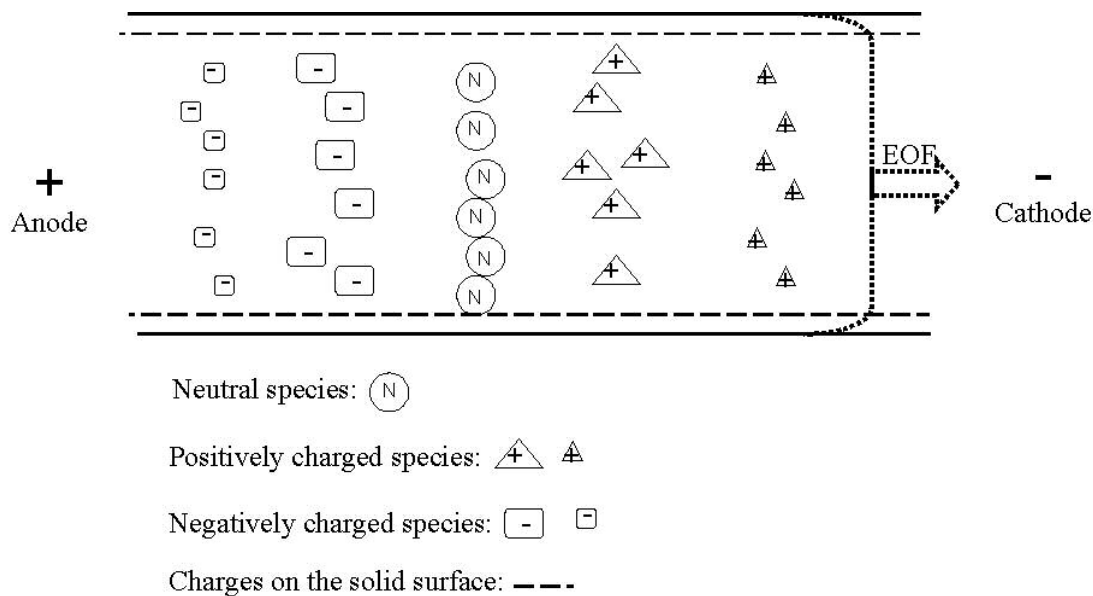 EOF
+
Anode
-
Cathode
- - N + +
- - N + +
- - N + + +
- - N + +
- - N +
- - N + +
Neutral species: N
Positively charged species: + +
Negatively charged species: - -
Charges on the solid surface: ----